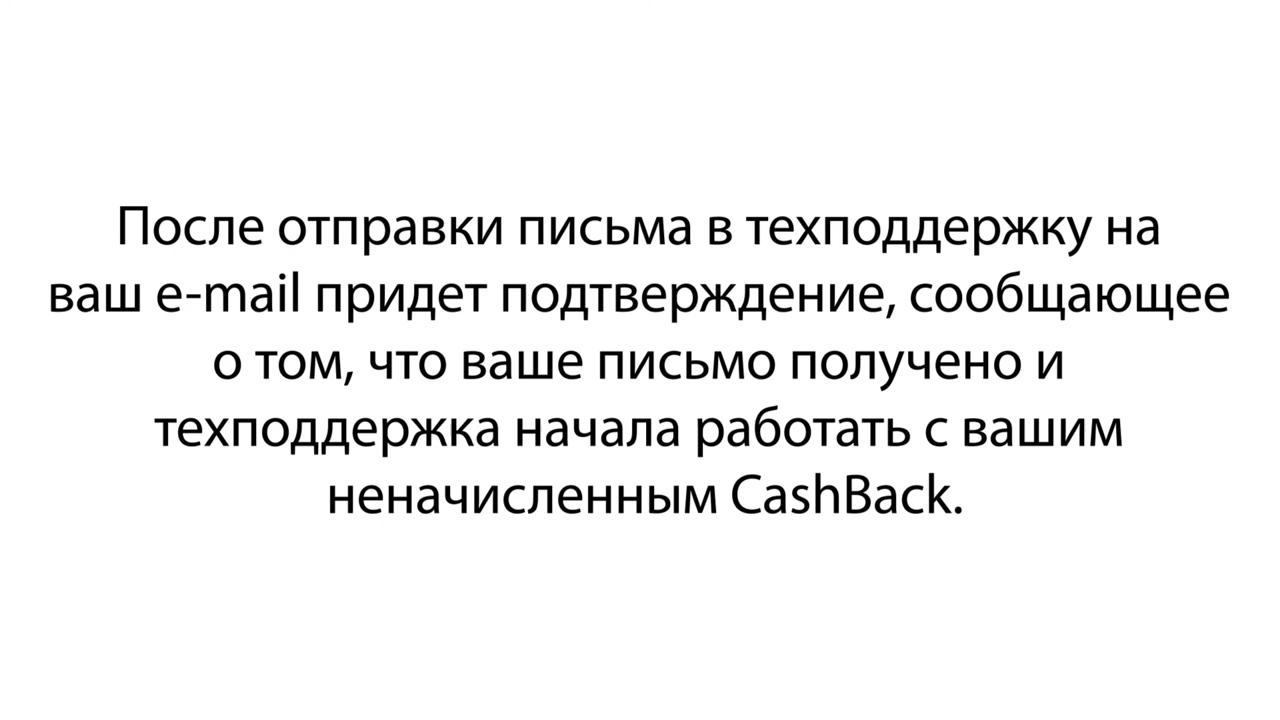 После отправки письма в техподдержку на
ваш e-mail придет подтверждение, сообщающее
о том, что ваше письмо получено и
техподдержка начала работать с вашим
неначисленным CashBack.